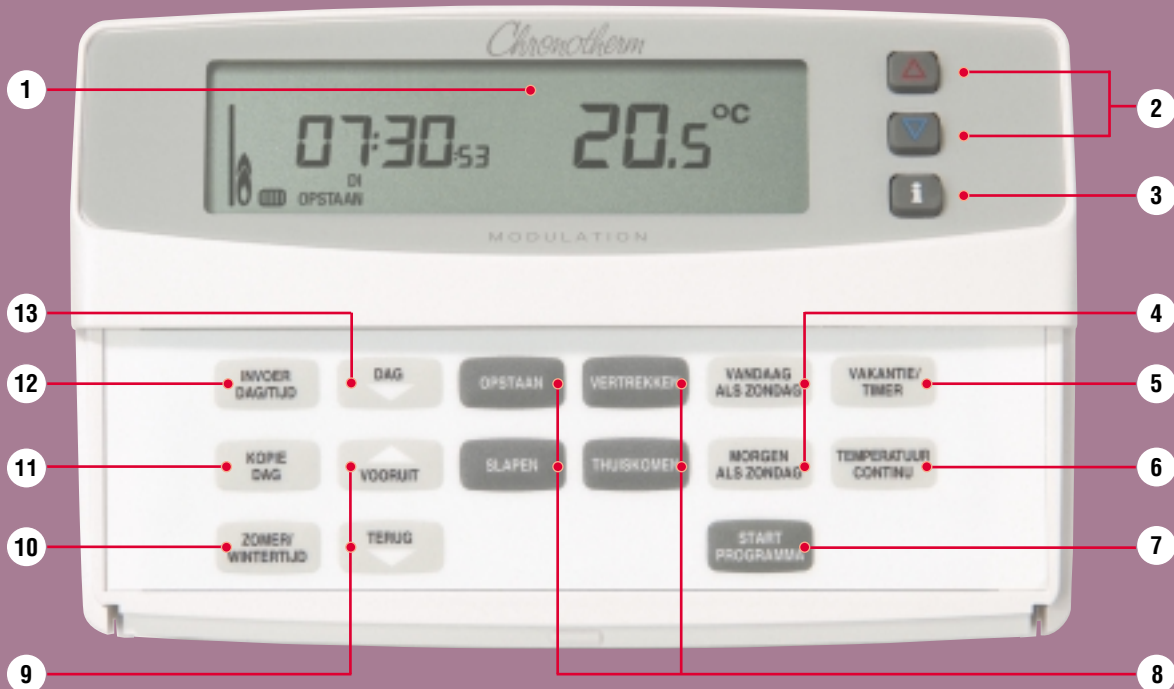 Chronotherm
1
2
07:30:53
20.5 °C
DI
OPSTAAN
i
3
MODULATION
13
4
12
INVOER
DAG/TIJD
DAG
OPSTAAN
VERTREKKEN
VANDAAG
ALS ZONDAG
VAKANTIE/
TIMER
5
11
KOPIE
DAG
VOORUIT
SLAPEN
THUISKOMEN
MORGEN
ALS ZONDAG
TEMPERATUUR
CONTINU
6
10
ZOMER/
WINTERTIJD
TERUG
START
PROGRAMMA
7
9
8